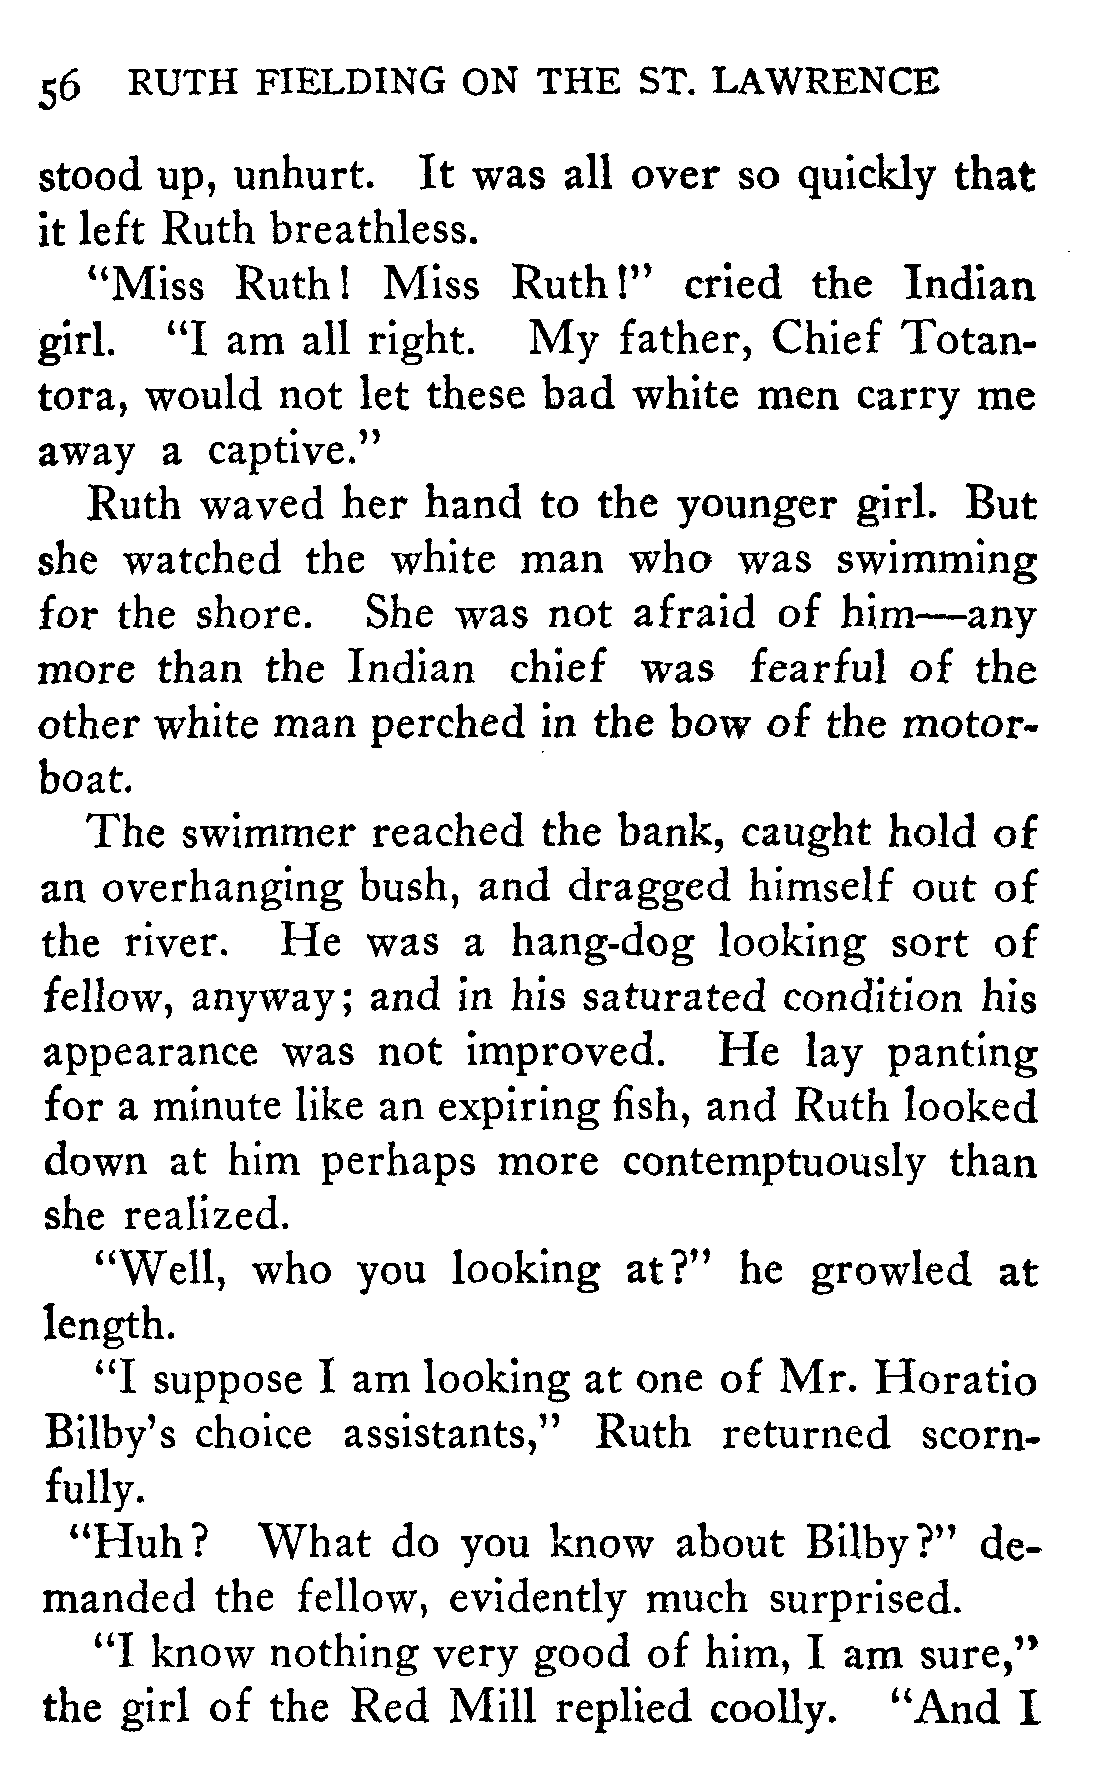 56 RUTH FIELDING ON THE ST. LAWRENCE
stood up, unhurt. It was all over so quickly that
it left Ruth breathless.
"Miss Ruth! Miss Ruth!" cried the Indian
girl. "I am all right. My father, Chief Totan-
tora, would not let these bad white men carry me
away a captive."
Ruth waved her hand to the younger girl. But
she watched the white man who was swimming
for the shore. She was not afraid of him—any
more than the Indian chief was fearful of the
other white man perched in the bow of the motor-
boat.
The swimmer reached the bank, caught hold of
an overhanging bush, and dragged himself out of
the river. He was a hang-dog looking sort of
fellow, anyway; and in his saturated condition his
appearance was not improved. He lay panting
for a minute like an expiring fish, and Ruth looked
down at him perhaps more contemptuously than
she realized.
"Well, who you looking at?" he growled at
length.
"I suppose I am looking at one of Mr. Horatio
Bilby's choice assistants," Ruth returned scorn-
fully.
"Huh? What do you know about Bilby?" de-
manded the fellow, evidently much surprised.
"I know nothing very good of him, I am sure,"
the girl of the Red Mill replied coolly. "And I